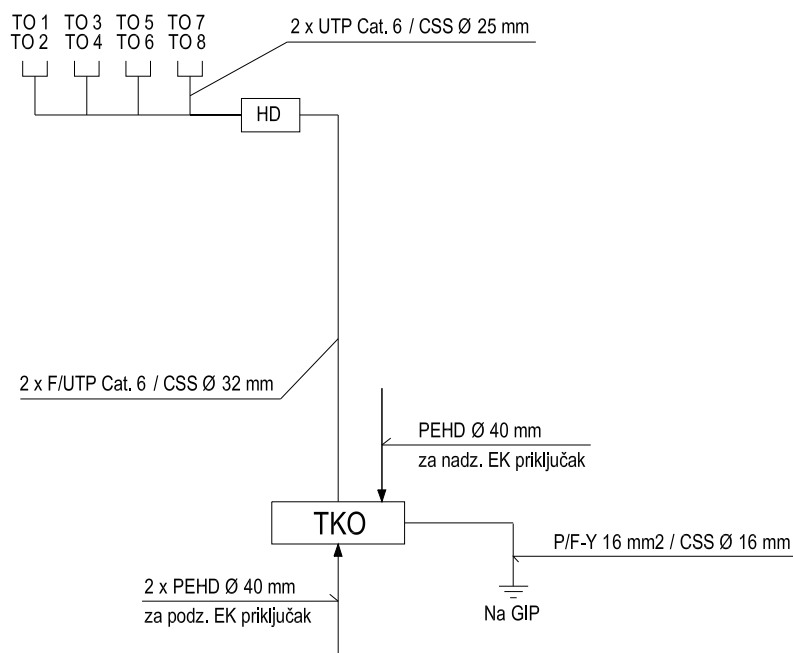 TO 1 TO 3 TO 5 TO 7
TO 2 TO 4 TO 6 TO 8
2 x UTP Cat. 6 / CSS Ø 25 mm
HD
2 x F/UTP Cat. 6 / CSS Ø 32 mm
PEHD Ø 40 mm
za nadz. EK priključak
TKO
P/F-Y 16 mm2 / CSS Ø 16 mm
2 x PEHD Ø 40 mm
za podz. EK priključak
Na GIP